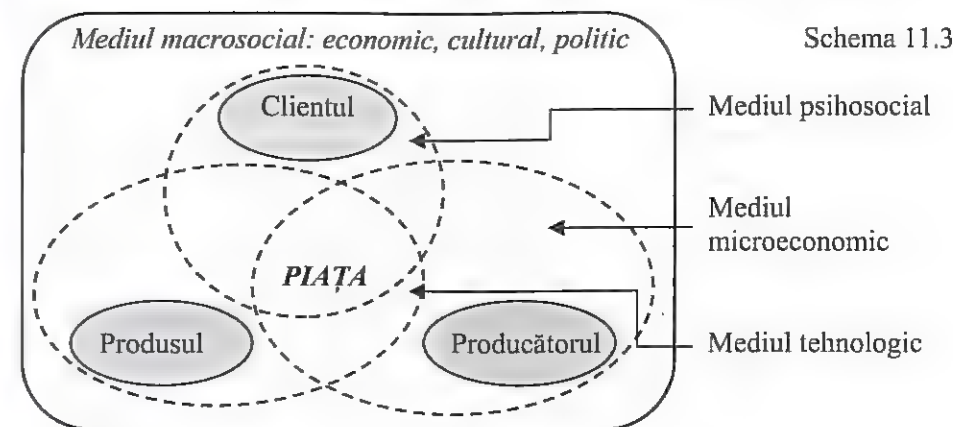 Mediul macrosocial: economic, cultural, politic
Schema 11.3
Clientul
Mediul psihosocial
Mediul
microeconomic
PIAȚA
Produsul
Producătorul
Mediul tehnologic